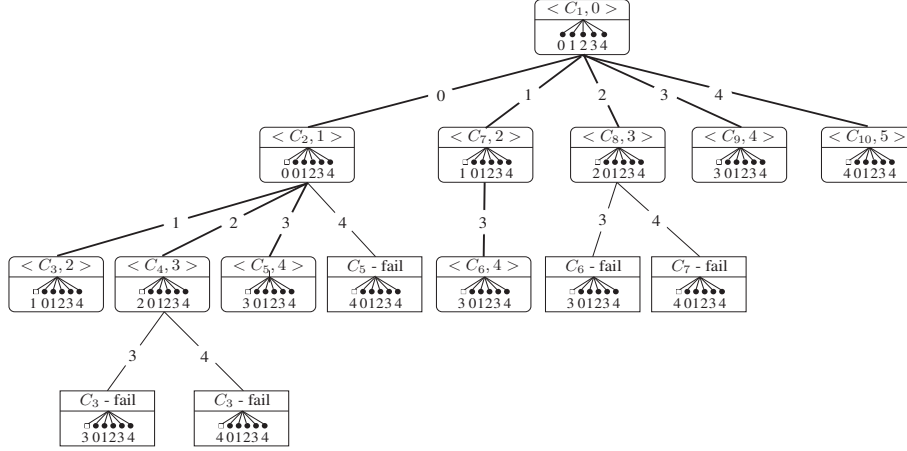 < C₁, 0 >
0 1 2 3 4
0
1
2
3
4
< C₂, 1 >
0 0 1 2 3 4
< C₇, 2 >
1 0 1 2 3 4
< C₈, 3 >
2 0 1 2 3 4
< C₉, 4 >
3 0 1 2 3 4
< C₁₀, 5 >
4 0 1 2 3 4
1
2
3
4
3
3
4
< C₃, 2 >
1 0 1 2 3 4
< C₄, 3 >
2 0 1 2 3 4
< C₅, 4 >
3 0 1 2 3 4
C₅ - fail
4 0 1 2 3 4
< C₆, 4 >
3 0 1 2 3 4
C₆ - fail
3 0 1 2 3 4
C₇ - fail
4 0 1 2 3 4
3
4
C₃ - fail
3 0 1 2 3 4
C₃ - fail
4 0 1 2 3 4